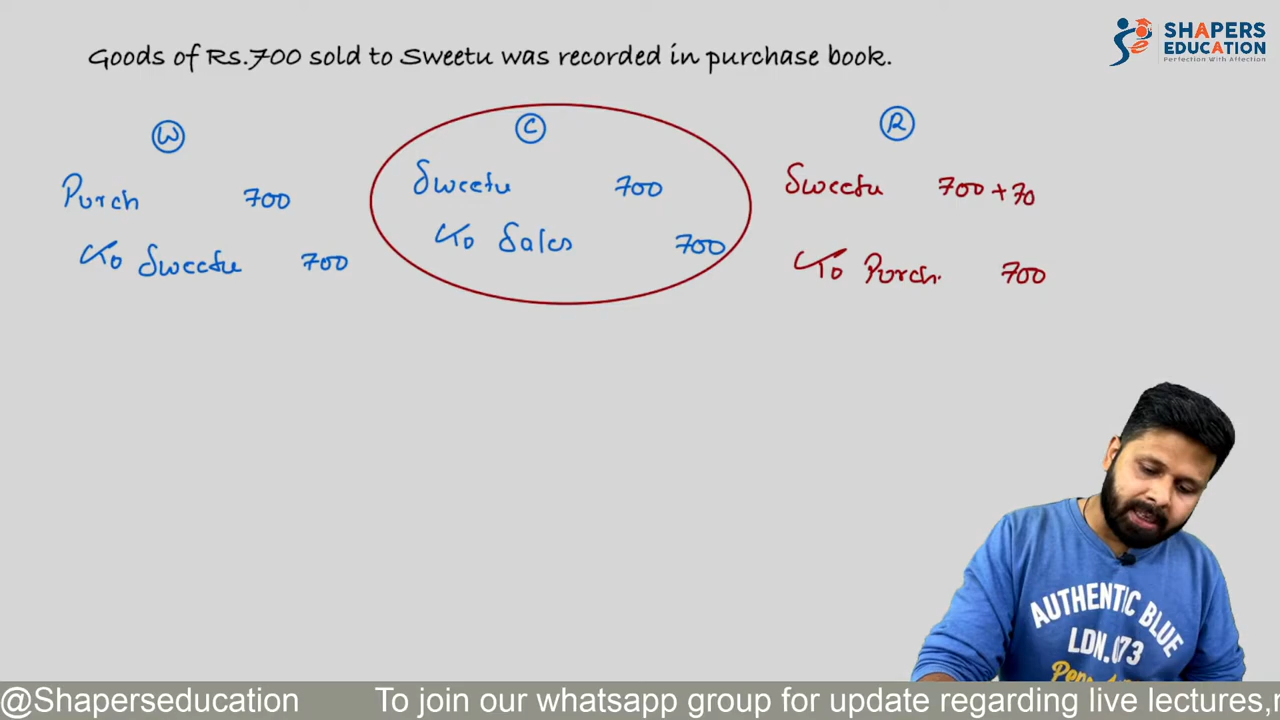 Goods of Rs.700 sold to Sweetu was recorded in purchase book.
SHAPERS
EDUCATION
Perfection With Affection
W
Purch 700
To Sweetu 700
C
Sweetu 700
To Sales 700
R
Sweetu 700+70
To Purch. 700
AUTHENTIC BLUE
LDN.073
@Shaperseducation To join our whatsapp group for update regarding live lectures,